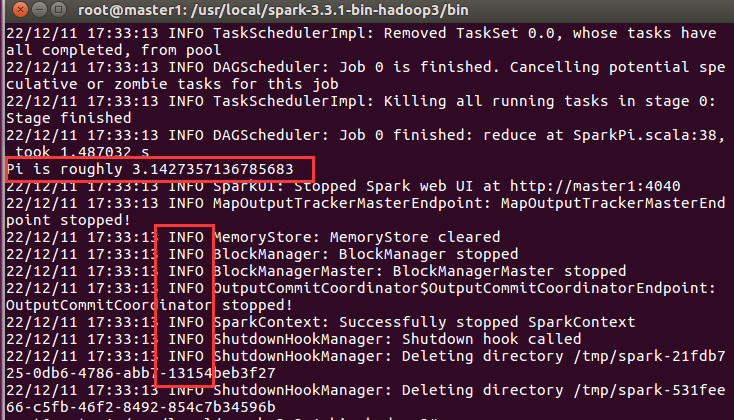 root@master1: /usr/local/spark-3.3.1-bin-hadoop3/bin
22/12/11 17:33:13 INFO TaskSchedulerImpl: Removed TaskSet 0.0, whose tasks have
all completed, from pool
22/12/11 17:33:13 INFO DAGScheduler: Job 0 is finished. Cancelling potential spe
culative or zombie tasks for this job
22/12/11 17:33:13 INFO TaskSchedulerImpl: Killing all running tasks in stage 0:
Stage finished
22/12/11 17:33:13 INFO DAGScheduler: Job 0 finished: reduce at SparkPi.scala:38,
took 1.487032 s
Pi is roughly 3.1427357136785683
22/12/11 17:33:13 INFO SparkUI: Stopped Spark web UI at http://master1:4040
22/12/11 17:33:13 INFO MapOutputTrackerMasterEndpoint: MapOutputTrackerMasterEnd
point stopped!
22/12/11 17:33:13 INFO MemoryStore: MemoryStore cleared
22/12/11 17:33:13 INFO BlockManager: BlockManager stopped
22/12/11 17:33:13 INFO BlockManagerMaster: BlockManagerMaster stopped
22/12/11 17:33:13 INFO OutputCommitCoordinator$OutputCommitCoordinatorEndpoint:
OutputCommitCoordinator stopped!
22/12/11 17:33:13 INFO SparkContext: Successfully stopped SparkContext
22/12/11 17:33:13 INFO ShutdownHookManager: Shutdown hook called
22/12/11 17:33:13 INFO ShutdownHookManager: Deleting directory /tmp/spark-21fdb7
25-0db6-4786-abb7-13154beb3f27
22/12/11 17:33:13 INFO ShutdownHookManager: Deleting directory /tmp/spark-531fee
66-c5fb-46f2-8492-854c7b34596b